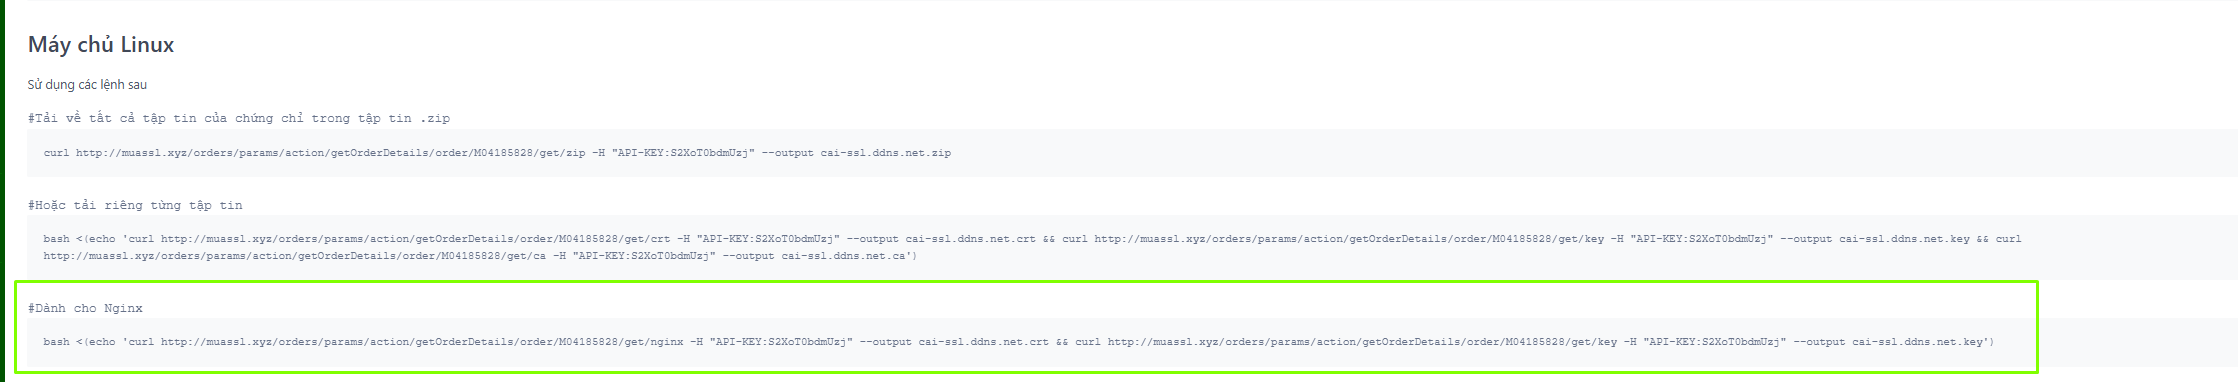 Máy chủ Linux
Sử dụng các lệnh sau
#Tải về tất cả tập tin của chứng chỉ trong tập tin .zip
curl http://muassl.xyz/orders/params/action/getOrderDetails/order/M04185828/get/zip -H "API-KEY:S2XoT0bdmUzj" --output cai-ssl.ddns.net.zip
#Hoặc tải riêng từng tập tin
bash <(echo 'curl http://muassl.xyz/orders/params/action/getOrderDetails/order/M04185828/get/crt -H "API-KEY:S2XoT0bdmUzj" --output cai-ssl.ddns.net.crt && curl http://muassl.xyz/orders/params/action/getOrderDetails/order/M04185828/get/key -H "API-KEY:S2XoT0bdmUzj" --output cai-ssl.ddns.net.key && curl
http://muassl.xyz/orders/params/action/getOrderDetails/order/M04185828/get/ca -H "API-KEY:S2XoT0bdmUzj" --output cai-ssl.ddns.net.ca')
#Dành cho Nginx
bash <(echo 'curl http://muassl.xyz/orders/params/action/getOrderDetails/order/M04185828/get/nginx -H "API-KEY:S2XoT0bdmUzj" --output cai-ssl.ddns.net.crt && curl http://muassl.xyz/orders/params/action/getOrderDetails/order/M04185828/get/key -H "API-KEY:S2XoT0bdmUzj" --output cai-ssl.ddns.net.key')